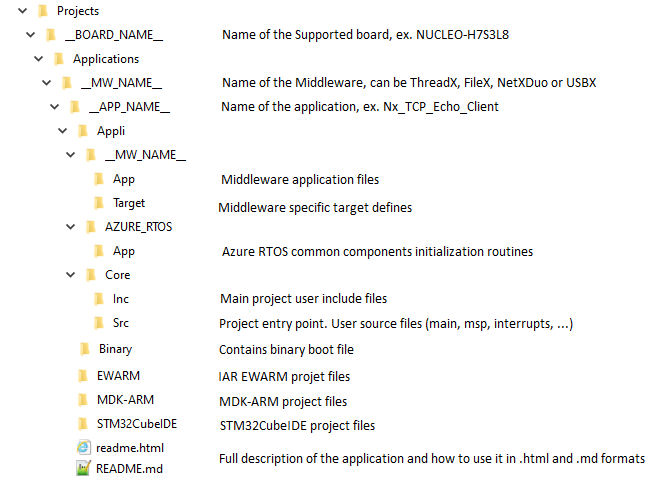 Projects
__BOARD_NAME__ Name of the Supported board, ex. NUCLEO-H7S3L8
Applications
__MW_NAME__ Name of the Middleware, can be ThreadX, FileX, NetXDuo or USBX
__APP_NAME__ Name of the application, ex. Nx_TCP_Echo_Client
Appli
__MW_NAME__
App Middleware application files
Target Middleware specific target defines
AZURE_RTOS
App Azure RTOS common components initialization routines
Core
Inc Main project user include files
Src Project entry point. User source files (main, msp, interrupts, ...)
Binary Contains binary boot file
EWARM IAR EWARM projet files
MDK-ARM MDK-ARM project files
STM32CubeIDE STM32CubeIDE project files
readme.html
README.md Full description of the application and how to use it in .html and .md formats